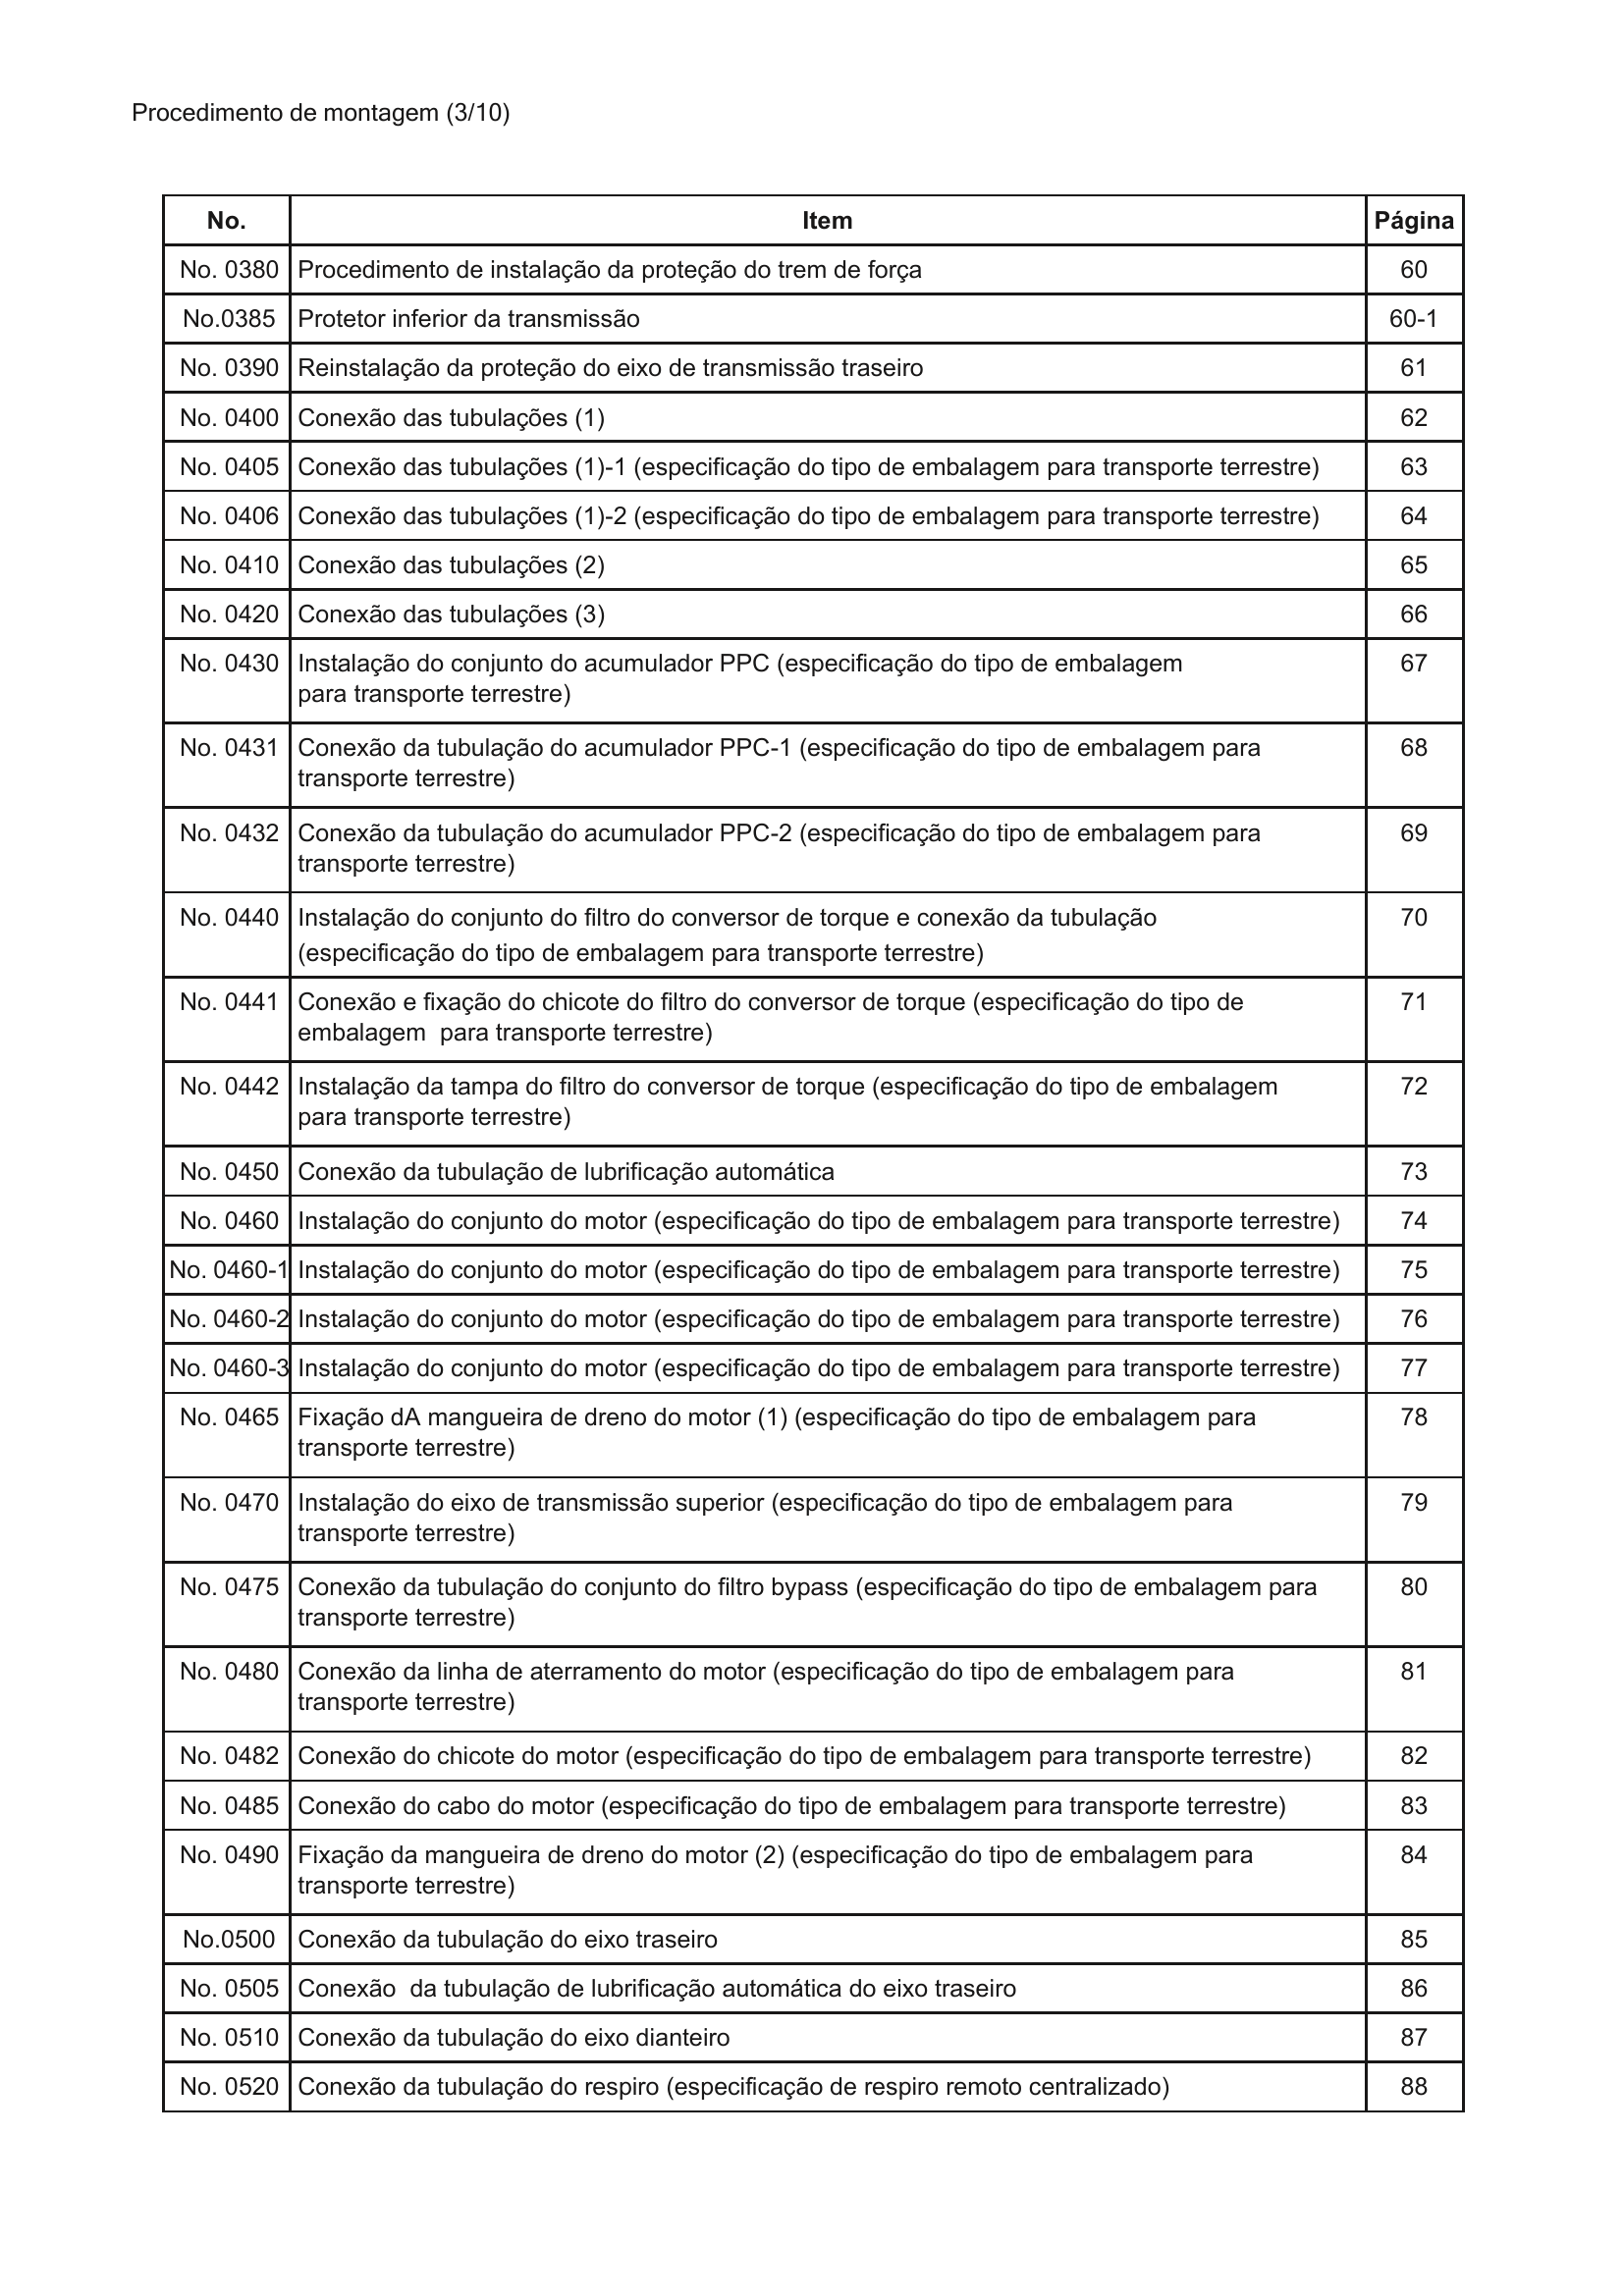 Procedimento de montagem (3/10)
No. Item Página
No. 0380 Procedimento de instalação da proteção do trem de força 60
No.0385 Protetor inferior da transmissão 60-1
No. 0390 Reinstalação da proteção do eixo de transmissão traseiro 61
No. 0400 Conexão das tubulações (1) 62
No. 0405 Conexão das tubulações (1)-1 (especificação do tipo de embalagem para transporte terrestre) 63
No. 0406 Conexão das tubulações (1)-2 (especificação do tipo de embalagem para transporte terrestre) 64
No. 0410 Conexão das tubulações (2) 65
No. 0420 Conexão das tubulações (3) 66
No. 0430 Instalação do conjunto do acumulador PPC (especificação do tipo de embalagem 67
para transporte terrestre)
No. 0431 Conexão da tubulação do acumulador PPC-1 (especificação do tipo de embalagem para 68
transporte terrestre)
No. 0432 Conexão da tubulação do acumulador PPC-2 (especificação do tipo de embalagem para 69
transporte terrestre)
No. 0440 Instalação do conjunto do filtro do conversor de torque e conexão da tubulação 70
(especificação do tipo de embalagem para transporte terrestre)
No. 0441 Conexão e fixação do chicote do filtro do conversor de torque (especificação do tipo de 71
embalagem  para transporte terrestre)
No. 0442 Instalação da tampa do filtro do conversor de torque (especificação do tipo de embalagem 72
para transporte terrestre)
No. 0450 Conexão da tubulação de lubrificação automática 73
No. 0460 Instalação do conjunto do motor (especificação do tipo de embalagem para transporte terrestre) 74
No. 0460-1 Instalação do conjunto do motor (especificação do tipo de embalagem para transporte terrestre) 75
No. 0460-2 Instalação do conjunto do motor (especificação do tipo de embalagem para transporte terrestre) 76
No. 0460-3 Instalação do conjunto do motor (especificação do tipo de embalagem para transporte terrestre) 77
No. 0465 Fixação dA mangueira de dreno do motor (1) (especificação do tipo de embalagem para 78
transporte terrestre)
No. 0470 Instalação do eixo de transmissão superior (especificação do tipo de embalagem para 79
transporte terrestre)
No. 0475 Conexão da tubulação do conjunto do filtro bypass (especificação do tipo de embalagem para 80
transporte terrestre)
No. 0480 Conexão da linha de aterramento do motor (especificação do tipo de embalagem para 81
transporte terrestre)
No. 0482 Conexão do chicote do motor (especificação do tipo de embalagem para transporte terrestre) 82
No. 0485 Conexão do cabo do motor (especificação do tipo de embalagem para transporte terrestre) 83
No. 0490 Fixação da mangueira de dreno do motor (2) (especificação do tipo de embalagem para 84
transporte terrestre)
No.0500 Conexão da tubulação do eixo traseiro 85
No. 0505 Conexão  da tubulação de lubrificação automática do eixo traseiro 86
No. 0510 Conexão da tubulação do eixo dianteiro 87
No. 0520 Conexão da tubulação do respiro (especificação de respiro remoto centralizado) 88